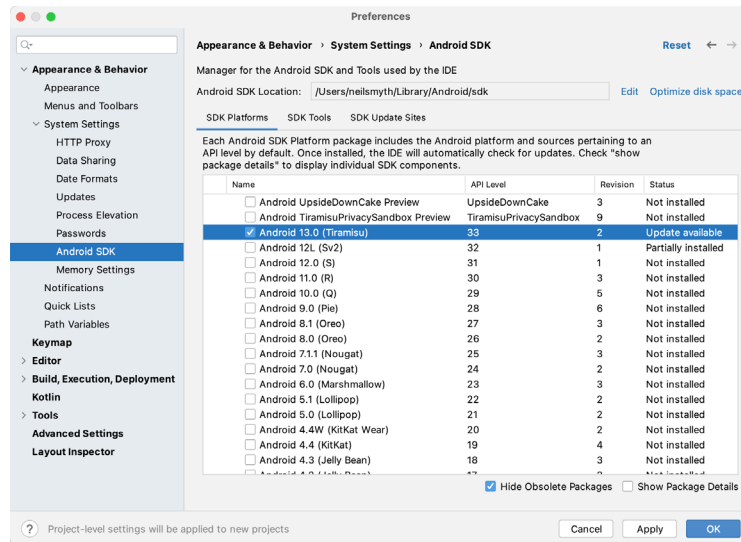 Preferences
Appearance & Behavior › System Settings › Android SDK
Reset
Manager for the Android SDK and Tools used by the IDE
Android SDK Location: /Users/neilsmyth/Library/Android/sdk Edit Optimize disk space
Appearance & Behavior
Appearance
Menus and Toolbars
System Settings
HTTP Proxy
Data Sharing
Date Formats
Updates
Process Elevation
Passwords
Android SDK
Memory Settings
Notifications
Quick Lists
Path Variables
Keymap
Editor
Build, Execution, Deployment
Kotlin
Tools
Advanced Settings
Layout Inspector
SDK Platforms SDK Tools SDK Update Sites
Each Android SDK Platform package includes the Android platform and sources pertaining to an
API level by default. Once installed, the IDE will automatically check for updates. Check "show
package details" to display individual SDK components.
Name API Level Revision Status
Android UpsideDownCake Preview UpsideDownCake 3 Not installed
Android TiramisuPrivacySandbox Preview TiramisuPrivacySandbox 9 Not installed
Android 13.0 (Tiramisu) 33 2 Update available
Android 12L (Sv2) 32 1 Partially installed
Android 12.0 (S) 31 1 Not installed
Android 11.0 (R) 30 3 Not installed
Android 10.0 (Q) 29 5 Not installed
Android 9.0 (Pie) 28 6 Not installed
Android 8.1 (Oreo) 27 3 Not installed
Android 8.0 (Oreo) 26 2 Not installed
Android 7.1.1 (Nougat) 25 3 Not installed
Android 7.0 (Nougat) 24 2 Not installed
Android 6.0 (Marshmallow) 23 3 Not installed
Android 5.1 (Lollipop) 22 2 Not installed
Android 5.0 (Lollipop) 21 2 Not installed
Android 4.4W (KitKat Wear) 20 2 Not installed
Android 4.4 (KitKat) 19 4 Not installed
Android 4.3 (Jelly Bean) 18 3 Not installed
Hide Obsolete Packages Show Package Details
? Project-level settings will be applied to new projects
Cancel Apply OK